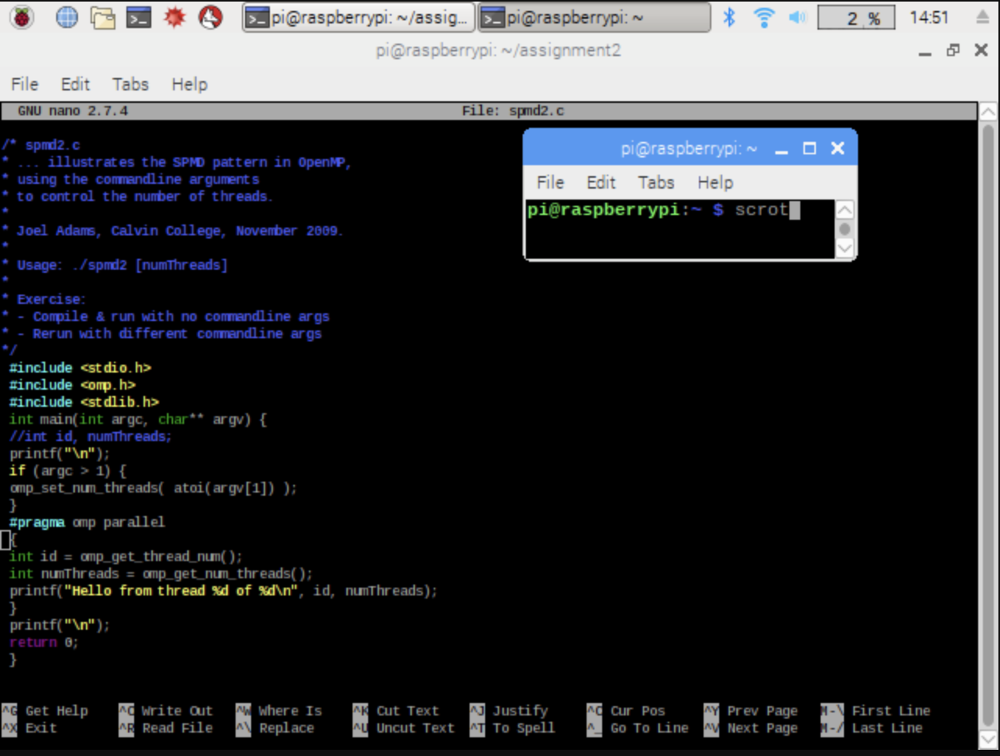 pi@raspberrypi: ~/assig...
pi@raspberrypi: ~
2 %
14:51
pi@raspberrypi: ~/assignment2
File Edit Tabs Help
GNU nano 2.7.4 File: spmd2.c
/* spmd2.c
* ... illustrates the SPMD pattern in OpenMP,
* using the commandline arguments
* to control the number of threads.
*
* Joel Adams, Calvin College, November 2009.
*
* Usage: ./spmd2 [numThreads]
*
* Exercise:
* - Compile & run with no commandline args
* - Rerun with different commandline args
*/
#include <stdio.h>
#include <omp.h>
#include <stdlib.h>
int main(int argc, char** argv) {
//int id, numThreads;
printf("\n");
if (argc > 1) {
omp_set_num_threads( atoi(argv[1]) );
}
#pragma omp parallel
{
int id = omp_get_thread_num();
int numThreads = omp_get_num_threads();
printf("Hello from thread %d of %d\n", id, numThreads);
}
printf("\n");
return 0;
}
pi@raspberrypi: ~
File Edit Tabs Help
pi@raspberrypi:~ $ scrot
^G Get Help ^O Write Out ^W Where Is ^K Cut Text ^J Justify ^C Cur Pos ^Y Prev Page M-\ First Line
^X Exit ^R Read File ^\ Replace ^U Uncut Text ^T To Spell ^_ Go To Line ^V Next Page M-/ Last Line